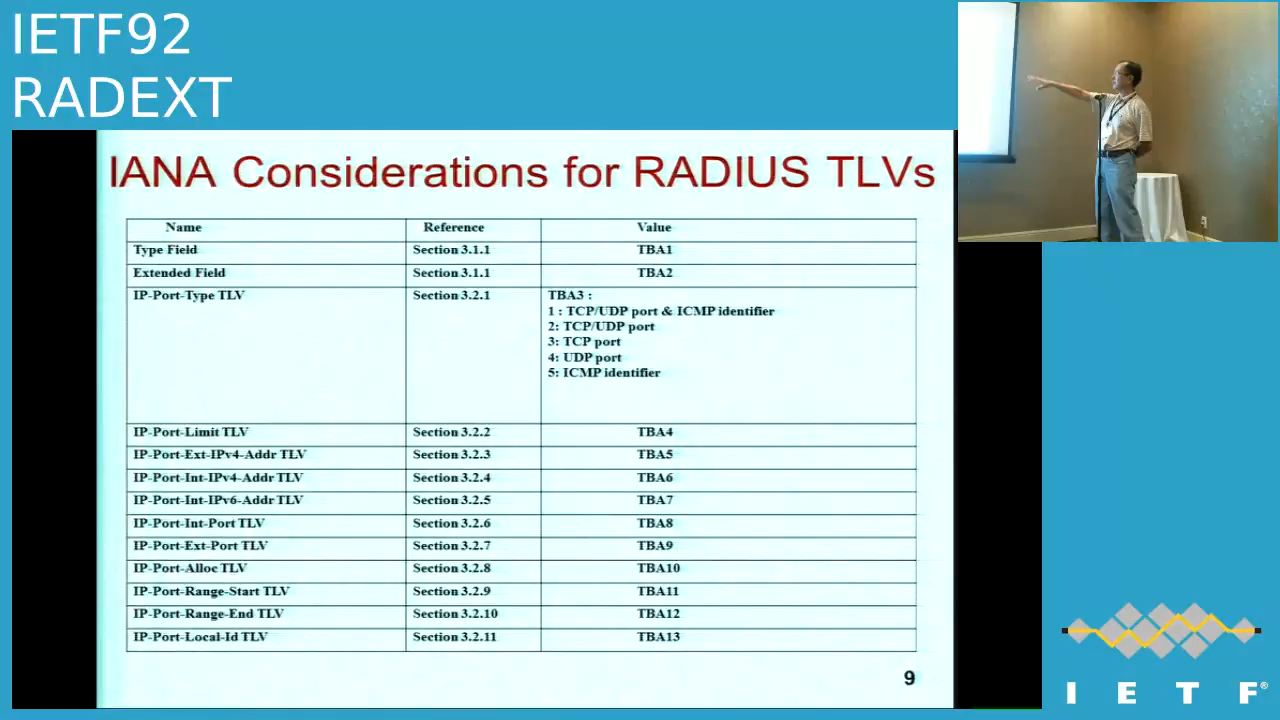 IETF92
RADEXT
IANA Considerations for RADIUS TLVs
Name Reference Value
Type Field Section 3.1.1 TBA1
Extended Field Section 3.1.1 TBA2
IP-Port-Type TLV Section 3.2.1 TBA3 :
1 : TCP/UDP port & ICMP identifier
2: TCP/UDP port
3: TCP port
4: UDP port
5: ICMP identifier
IP-Port-Limit TLV Section 3.2.2 TBA4
IP-Port-Ext-IPv4-Addr TLV Section 3.2.3 TBA5
IP-Port-Int-IPv4-Addr TLV Section 3.2.4 TBA6
IP-Port-Int-IPv6-Addr TLV Section 3.2.5 TBA7
IP-Port-Int-Port TLV Section 3.2.6 TBA8
IP-Port-Ext-Port TLV Section 3.2.7 TBA9
IP-Port-Alloc TLV Section 3.2.8 TBA10
IP-Port-Range-Start TLV Section 3.2.9 TBA11
IP-Port-Range-End TLV Section 3.2.10 TBA12
IP-Port-Local-Id TLV Section 3.2.11 TBA13
9
I E T F®